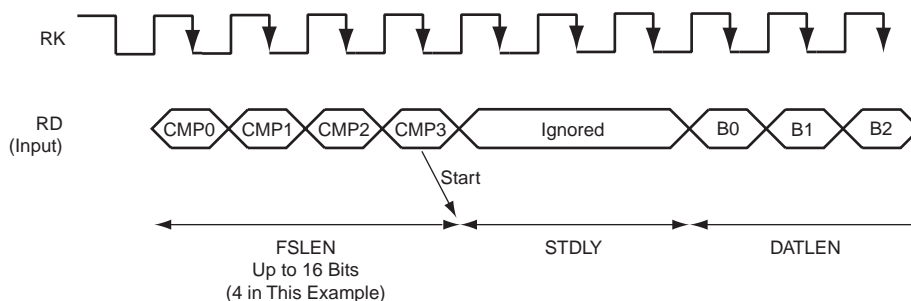 RK
RD
(Input)
CMP0 CMP1 CMP2 CMP3 Ignored B0 B1 B2
Start
FSLEN
Up to 16 Bits
(4 in This Example)
STDLY
DATLEN